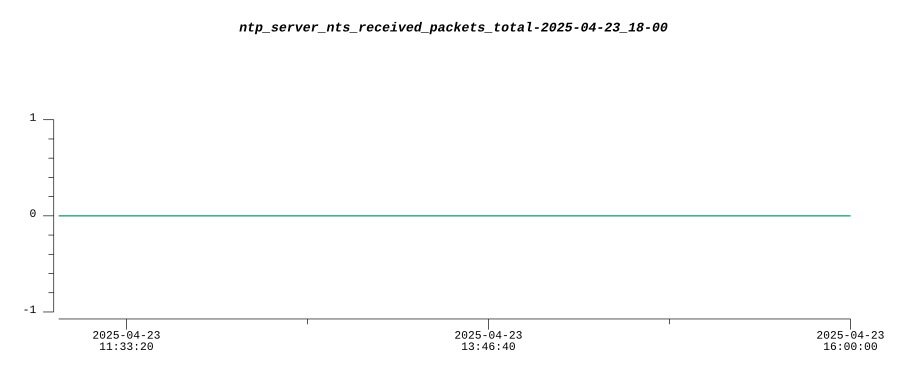 ntp_server_nts_received_packets_total-2025-04-23_18-00
1
0
-1
2025-04-23 2025-04-23 2025-04-23
11:33:20 13:46:40 16:00:00